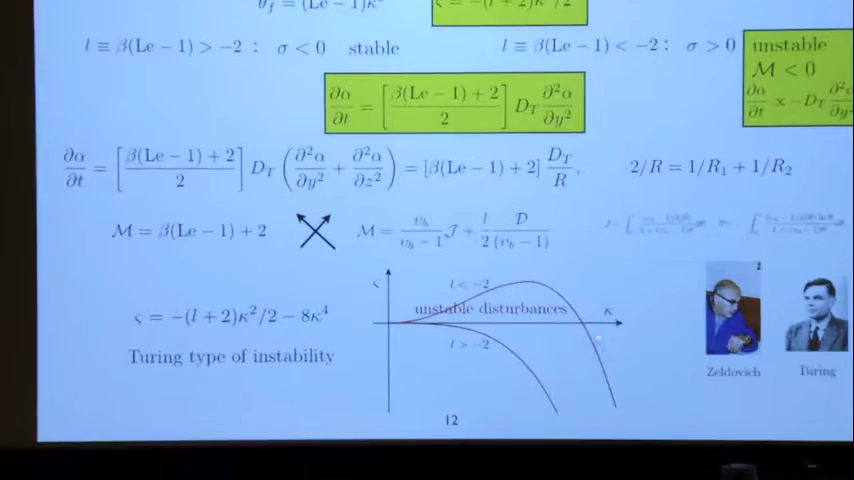 θ_f = (Le − 1)κ²
ς = −(l + 2)κ²/2
l ≡ β(Le − 1) > −2 : σ < 0 stable
l ≡ β(Le − 1) < −2 : σ > 0 unstable
M < 0
∂α/∂t ∝ −D_T ∂²α/∂y²
∂α/∂t = [β(Le − 1) + 2 / 2] D_T ∂²α/∂y²
∂α/∂t = [β(Le − 1) + 2 / 2] D_T (∂²α/∂y² + ∂²α/∂z²) = [β(Le − 1) + 2] D_T/R, 2/R = 1/R₁ + 1/R₂
M = β(Le − 1) + 2
M = υ_b/(υ_b − 1) J + l/2 D/(υ_b − 1)
ς
l < −2
unstable disturbances
κ
l > −2
ς = −(l + 2)κ²/2 − 8κ⁴
Turing type of instability
Zeldovich
Turing
12